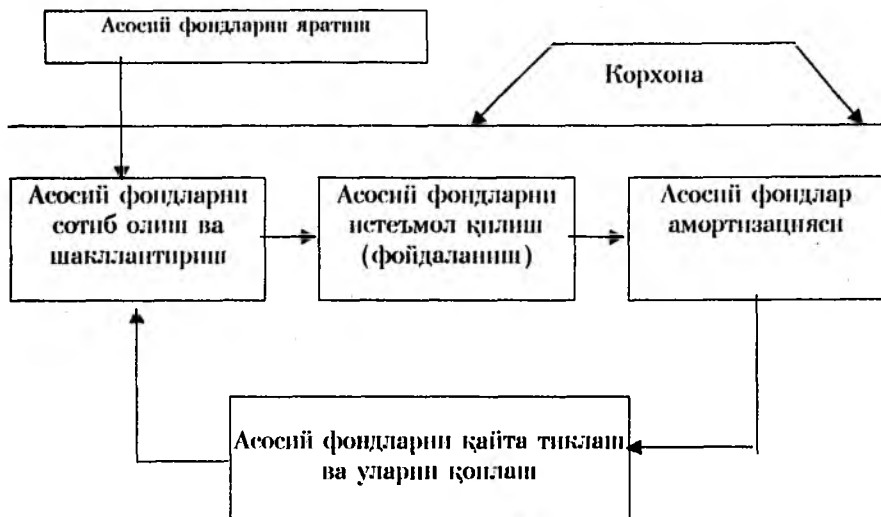 Асосий фондларни яратиш
Корхона
Асосий фондларни
сотиб олиш ва
шакллантириш
Асосий фондларни
истеъмол қилиш
(фойдаланиш)
Асосий фондлар
амортизацияси
Асосий фондларни қайта тиклаш
ва уларни қоплаш